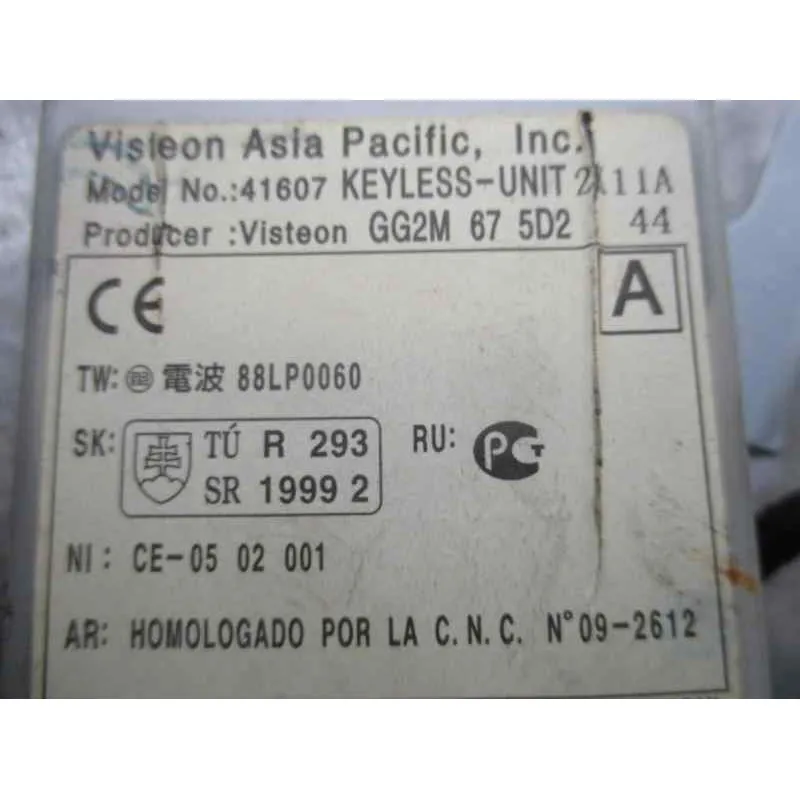 Visteon Asia Pacific, Inc.
Model No.:41607 KEYLESS-UNIT 2X11A
Producer :Visteon GG2M 67 5D2 44
CE
A
TW: 電波 88LP0060
SK: TÚ R 293
SR 1999 2
RU: PCT
NI: CE-05 02 001
AR: HOMOLOGADO POR LA C.N.C. N°09-2612